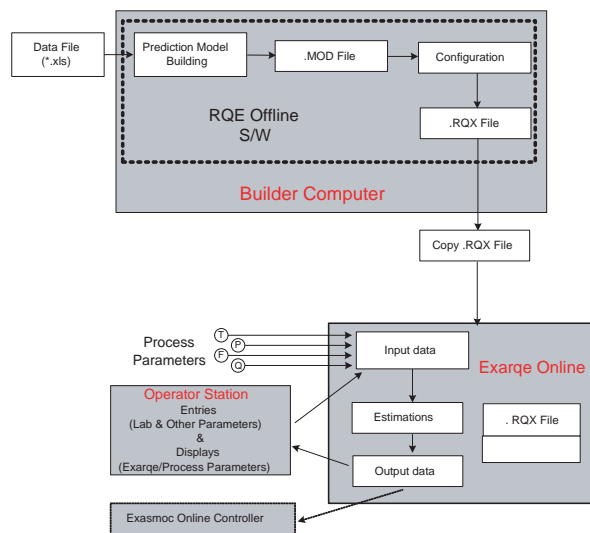 Data File
(*.xls)
Prediction Model
Building
.MOD File
Configuration
RQE Offline
S/W
.RQX File
Builder Computer
Copy .RQX File
Process
Parameters
T
P
F
Q
Input data
Exarqe Online
Operator Station
Entries
(Lab & Other Parameters)
&
Displays
(Exarqe/Process Parameters)
Estimations
. RQX File
Output data
Exasmoc Online Controller